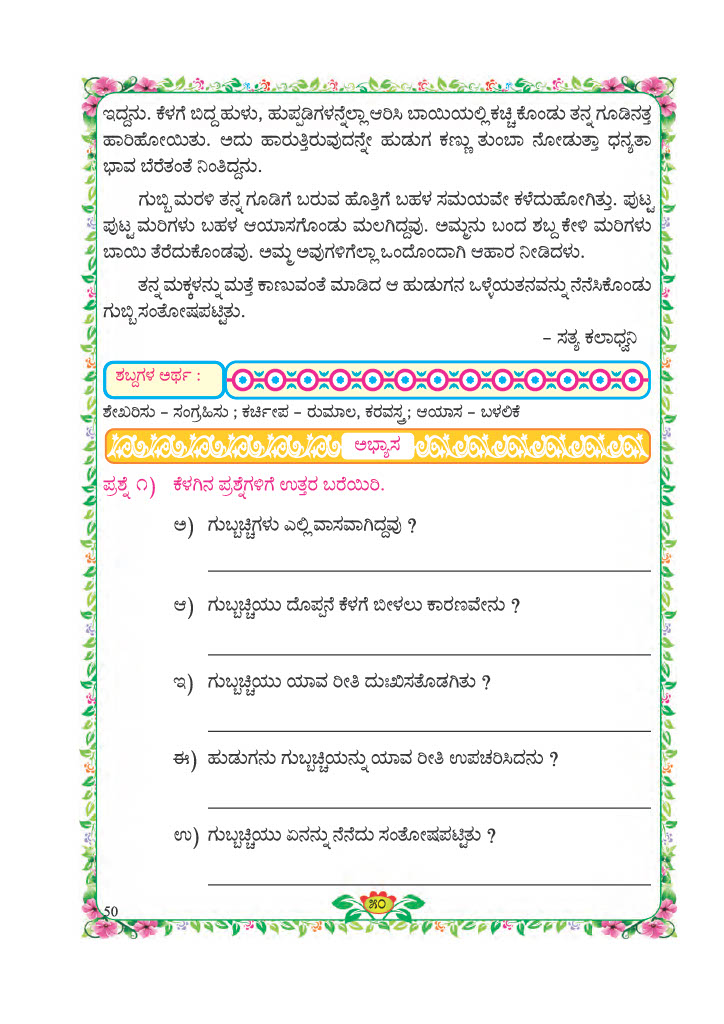 ಇದ್ದನು. ಕೆಳಗೆ ಬಿದ್ದ ಹುಳು, ಹುಪ್ಪಡಿಗಳನ್ನೆಲ್ಲಾ ಆರಿಸಿ ಬಾಯಿಯಲ್ಲಿ ಕಚ್ಚಿಕೊಂಡು ತನ್ನ ಗೂಡಿನತ್ತ
ಹಾರಿಹೋಯಿತು. ಅದು ಹಾರುತ್ತಿರುವುದನ್ನೇ ಹುಡುಗ ಕಣ್ಣು ತುಂಬಾ ನೋಡುತ್ತಾ ಧನ್ಯತಾ
ಭಾವ ಬೆರೆತಂತೆ ನಿಂತಿದ್ದನು.
ಗುಬ್ಬಿ ಮರಳಿ ತನ್ನ ಗೂಡಿಗೆ ಬರುವ ಹೊತ್ತಿಗೆ ಬಹಳ ಸಮಯವೇ ಕಳೆದುಹೋಗಿತ್ತು. ಪುಟ್ಟ
ಪುಟ್ಟ ಮರಿಗಳು ಬಹಳ ಆಯಾಸಗೊಂಡು ಮಲಗಿದ್ದವು. ಅಮ್ಮನು ಬಂದ ಶಬ್ದ ಕೇಳಿ ಮರಿಗಳು
ಬಾಯಿ ತೆರೆದುಕೊಂಡವು. ಅಮ್ಮ ಅವುಗಳಿಗೆಲ್ಲಾ ಒಂದೊಂದಾಗಿ ಆಹಾರ ನೀಡಿದಳು.
ತನ್ನ ಮಕ್ಕಳನ್ನು ಮತ್ತೆ ಕಾಣುವಂತೆ ಮಾಡಿದ ಆ ಹುಡುಗನ ಒಳ್ಳೆಯತನವನ್ನು ನೆನೆಸಿಕೊಂಡು
ಗುಬ್ಬಿ ಸಂತೋಷಪಟ್ಟಿತು.
– ಸತ್ಯ ಕಲಾಧ್ವನಿ
ಶಬ್ದಗಳ ಅರ್ಥ :
ಶೇಖರಿಸು – ಸಂಗ್ರಹಿಸು ; ಕರ್ಚೀಪ – ರುಮಾಲ, ಕರವಸ್ತ್ರ; ಆಯಾಸ – ಬಳಲಿಕೆ
ಅಭ್ಯಾಸ
ಪ್ರಶ್ನೆ ೧) ಕೆಳಗಿನ ಪ್ರಶ್ನೆಗಳಿಗೆ ಉತ್ತರ ಬರೆಯಿರಿ.
ಅ) ಗುಬ್ಬಚ್ಚಿಗಳು ಎಲ್ಲಿ ವಾಸವಾಗಿದ್ದವು ?
ಆ) ಗುಬ್ಬಚ್ಚಿಯು ದೊಪ್ಪನೆ ಕೆಳಗೆ ಬೀಳಲು ಕಾರಣವೇನು ?
ಇ) ಗುಬ್ಬಚ್ಚಿಯು ಯಾವ ರೀತಿ ದುಃಖಿಸತೊಡಗಿತು ?
ಈ) ಹುಡುಗನು ಗುಬ್ಬಚ್ಚಿಯನ್ನು ಯಾವ ರೀತಿ ಉಪಚರಿಸಿದನು ?
ಉ) ಗುಬ್ಬಚ್ಚಿಯು ಏನನ್ನು ನೆನೆದು ಸಂತೋಷಪಟ್ಟಿತು ?
೫೦
50